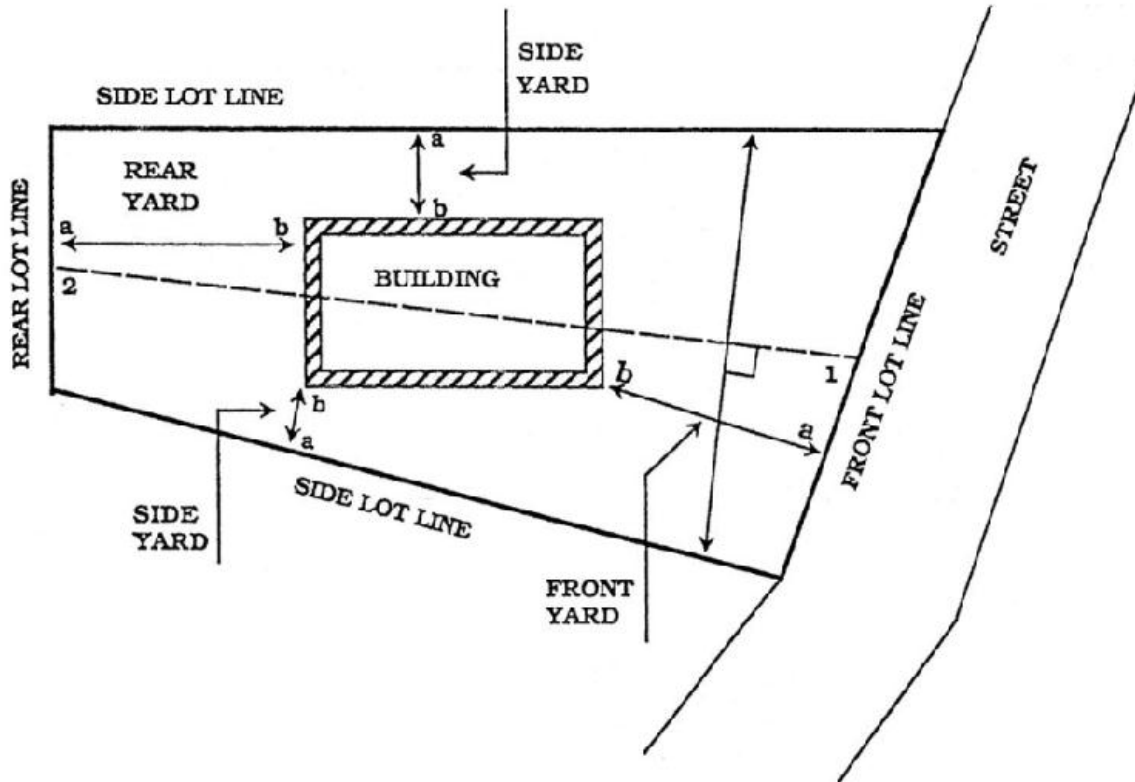 SIDE
YARD
SIDE LOT LINE
a
REAR
YARD
b
a
b
REAR LOT LINE
2
BUILDING
STREET
FRONT LOT LINE
1
b
a
b
a
SIDE LOT LINE
SIDE
YARD
FRONT
YARD